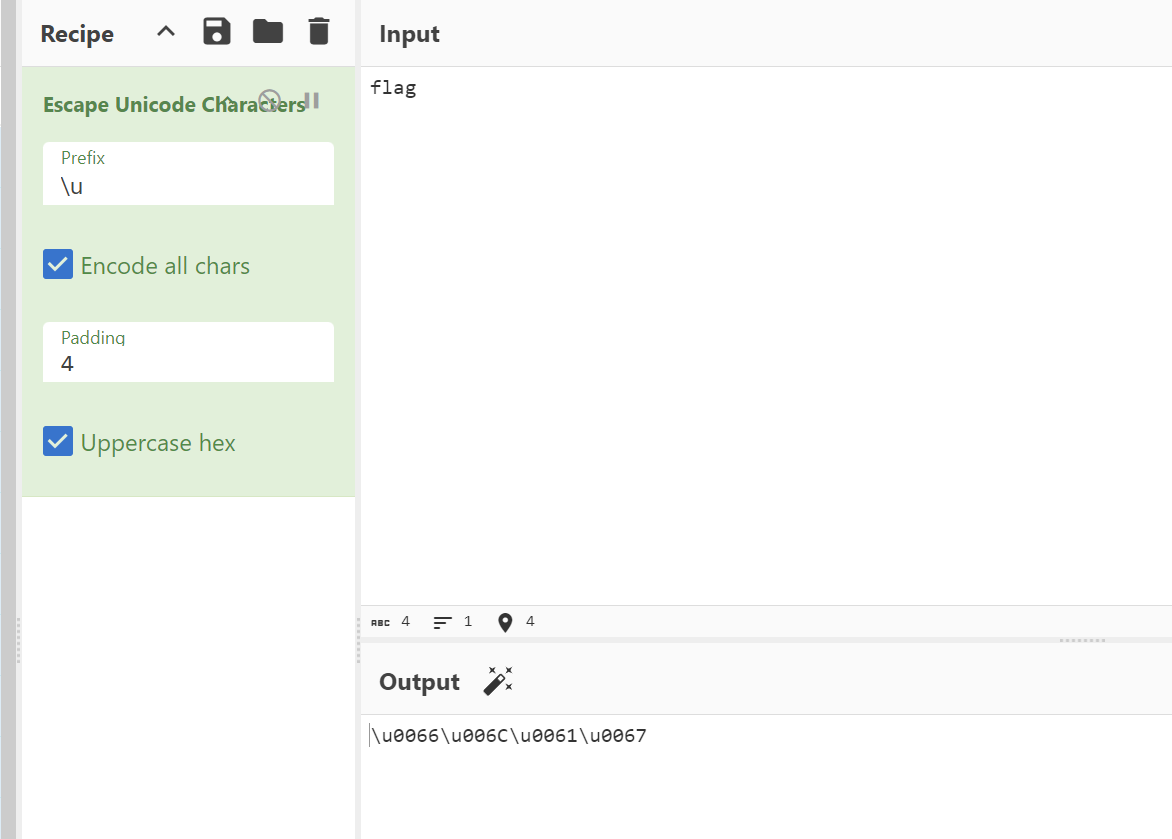 Recipe
Escape Unicode Characters
Prefix
\u
Encode all chars
Padding
4
Uppercase hex
Input
flag
ABC 4 1 4
Output
\u0066\u006C\u0061\u0067